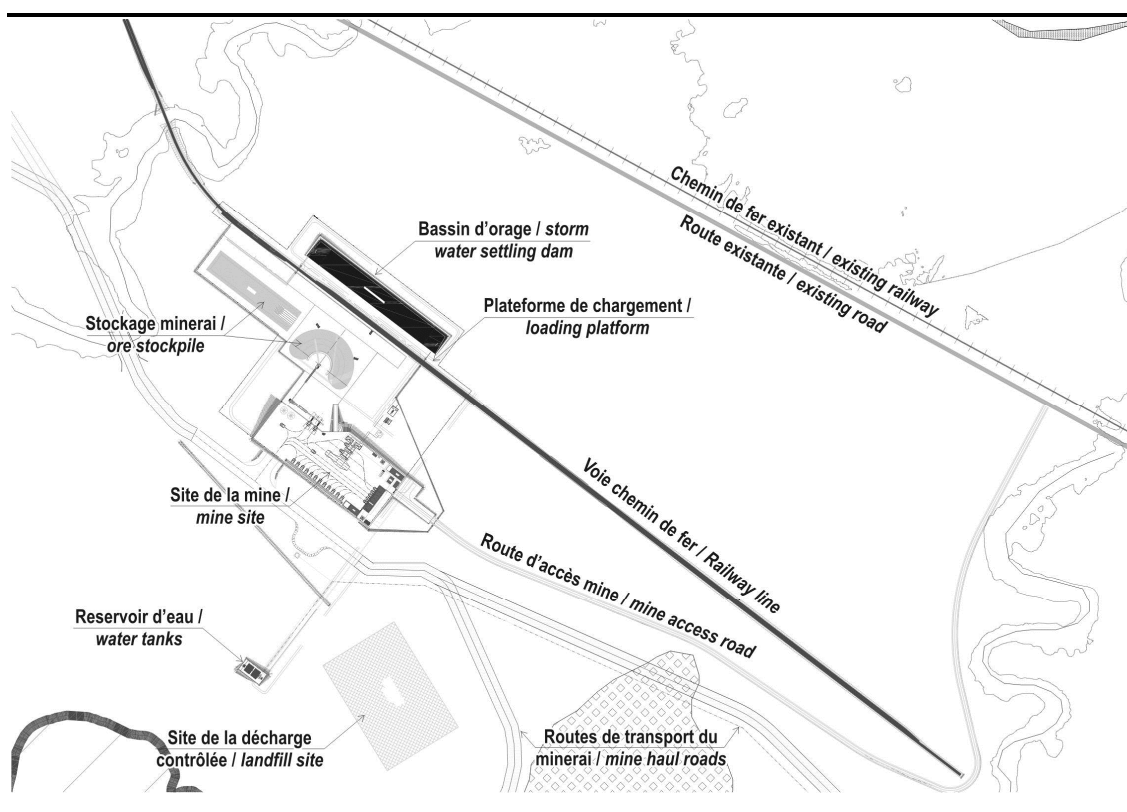 Chemin de fer existant / existing railway
Route existante / existing road
Bassin d'orage / storm
water settling dam
Plateforme de chargement /
loading platform
Stockage minerai /
ore stockpile
Voie chemin de fer / Railway line
Site de la mine /
mine site
Route d'accès mine / mine access road
Reservoir d'eau /
water tanks
Site de la décharge
contrôlée / landfill site
Routes de transport du
minerai / mine haul roads